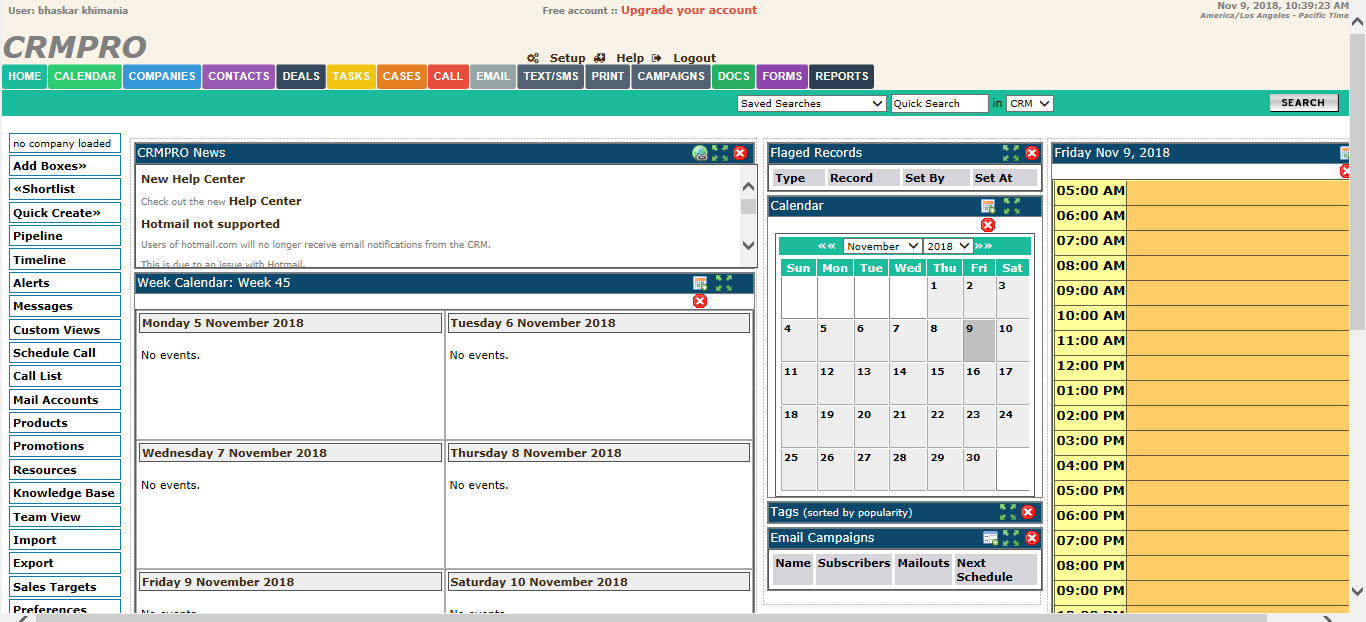 User: bhaskar khimania
Free account :: Upgrade your account
Nov 9, 2018, 10:39:23 AM
America/Los Angeles - Pacific Time
CRMPRO
Setup Help Logout
HOME CALENDAR COMPANIES CONTACTS DEALS TASKS CASES CALL EMAIL TEXT/SMS PRINT CAMPAIGNS DOCS FORMS REPORTS
Saved Searches Quick Search in CRM SEARCH
no company loaded
Add Boxes»
«Shortlist
Quick Create»
Pipeline
Timeline
Alerts
Messages
Custom Views
Schedule Call
Call List
Mail Accounts
Products
Promotions
Resources
Knowledge Base
Team View
Import
Export
Sales Targets
Preferences
CRMPRO News
New Help Center
Check out the new Help Center
Hotmail not supported
Users of hotmail.com will no longer receive email notifications from the CRM.
This is due to an issue with Hotmail.
Week Calendar: Week 45
Monday 5 November 2018
No events.
Tuesday 6 November 2018
No events.
Wednesday 7 November 2018
No events.
Thursday 8 November 2018
No events.
Friday 9 November 2018
No events.
Saturday 10 November 2018
No events.
Flaged Records
Type Record Set By Set At
Calendar
«« November 2018 »»
Sun Mon Tue Wed Thu Fri Sat
1 2 3
4 5 6 7 8 9 10
11 12 13 14 15 16 17
18 19 20 21 22 23 24
25 26 27 28 29 30
Tags (sorted by popularity)
Email Campaigns
Name Subscribers Mailouts Next
Schedule
Friday Nov 9, 2018
05:00 AM
06:00 AM
07:00 AM
08:00 AM
09:00 AM
10:00 AM
11:00 AM
12:00 PM
01:00 PM
02:00 PM
03:00 PM
04:00 PM
05:00 PM
06:00 PM
07:00 PM
08:00 PM
09:00 PM
10:00 PM